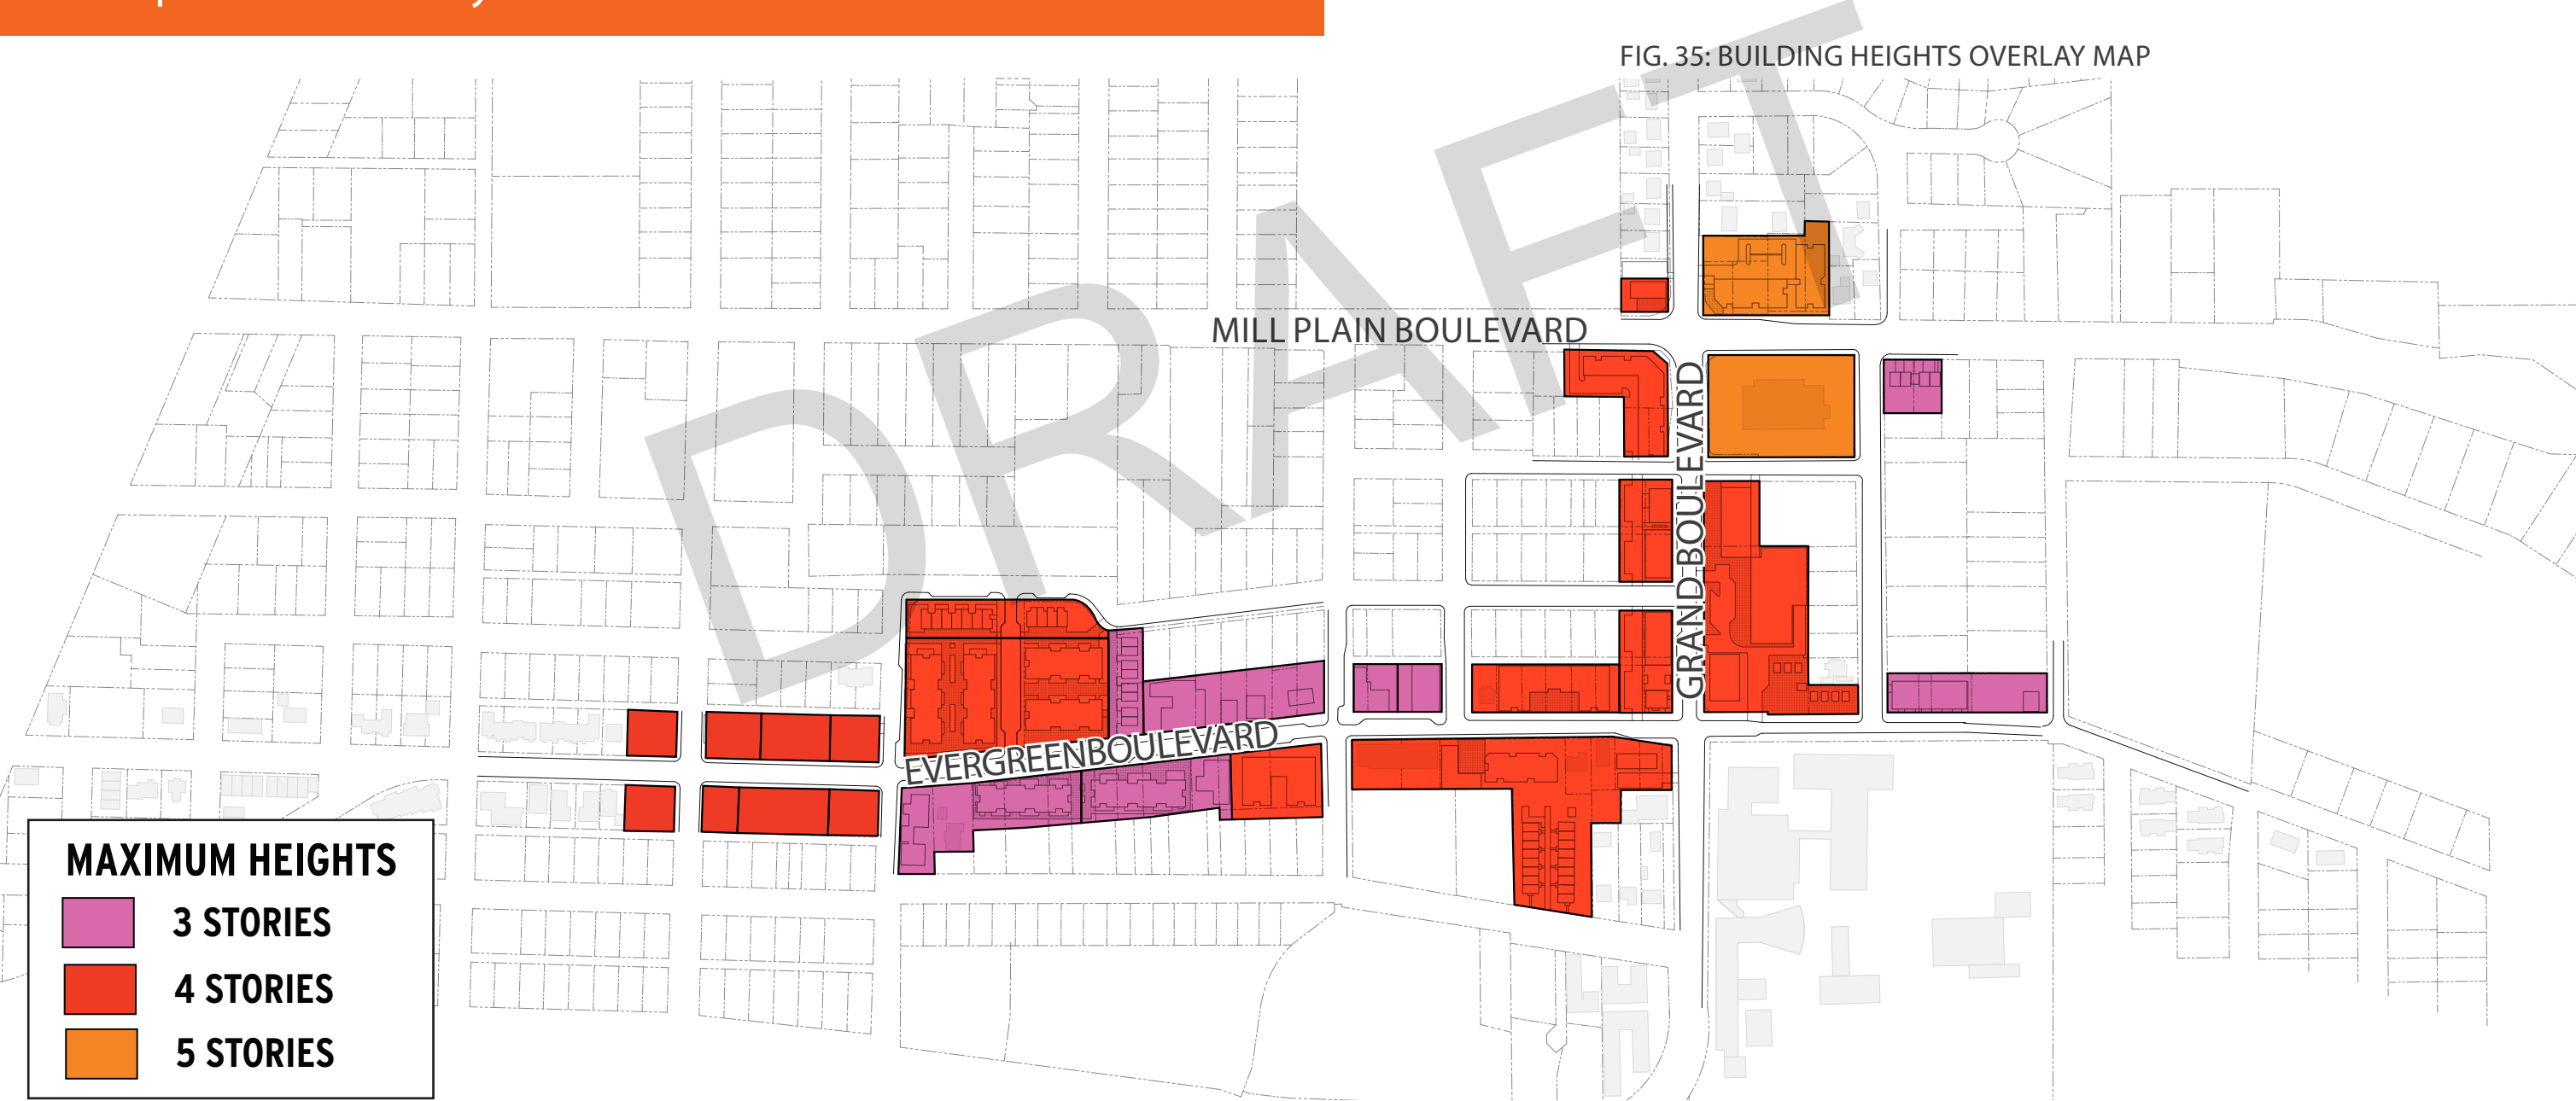 FIG. 35: BUILDING HEIGHTS OVERLAY MAP
DRAFT
MILL PLAIN BOULEVARD
GRAND BOULEVARD
EVERGREEN BOULEVARD
MAXIMUM HEIGHTS
3 STORIES
4 STORIES
5 STORIES